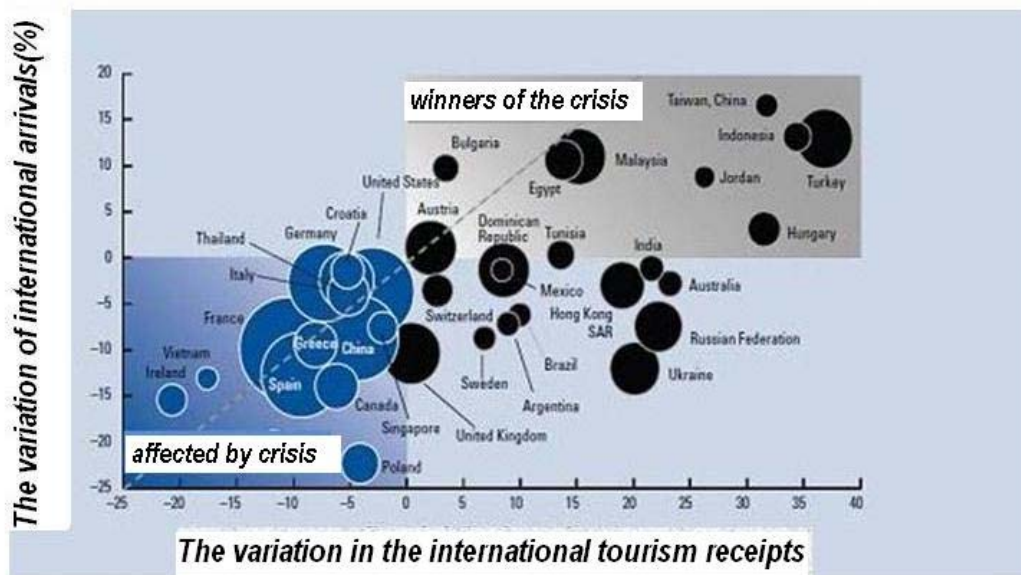 The variation of international arrivals(%)
20
15
10
5
0
-5
-10
-15
-20
-25
winners of the crisis
Taiwan, China
Indonesia
Bulgaria
Malaysia
Egypt
Jordan
Turkey
United States
Croatia
Germany
Austria
Dominican
Republic
Tunisia
Hungary
Thailand
India
Italy
Australia
Mexico
France
Switzerland
Hong Kong
SAR
Russian Federation
Greece
China
Vietnam
Ireland
Brazil
Spain
Sweden
Ukraine
Canada
Argentina
Singapore
United Kingdom
affected by crisis
Poland
-25 -20 -15 -10 -5 0 5 10 15 20 25 30 35 40
The variation in the international tourism receipts